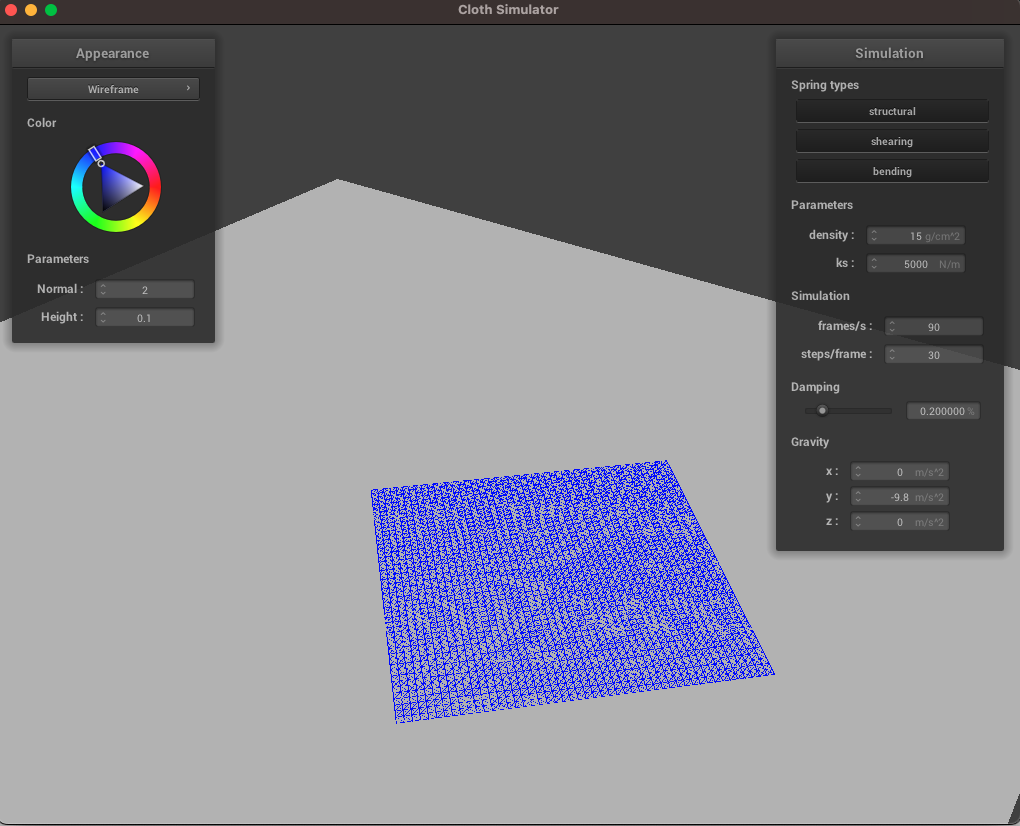 Cloth Simulator
Appearance
Wireframe
Color
Parameters
Normal : 2
Height : 0.1
Simulation
Spring types
structural
shearing
bending
Parameters
density : 15 g/cm^2
ks : 5000 N/m
Simulation
frames/s : 90
steps/frame : 30
Damping
0.200000 %
Gravity
x : 0 m/s^2
y : -9.8 m/s^2
z : 0 m/s^2